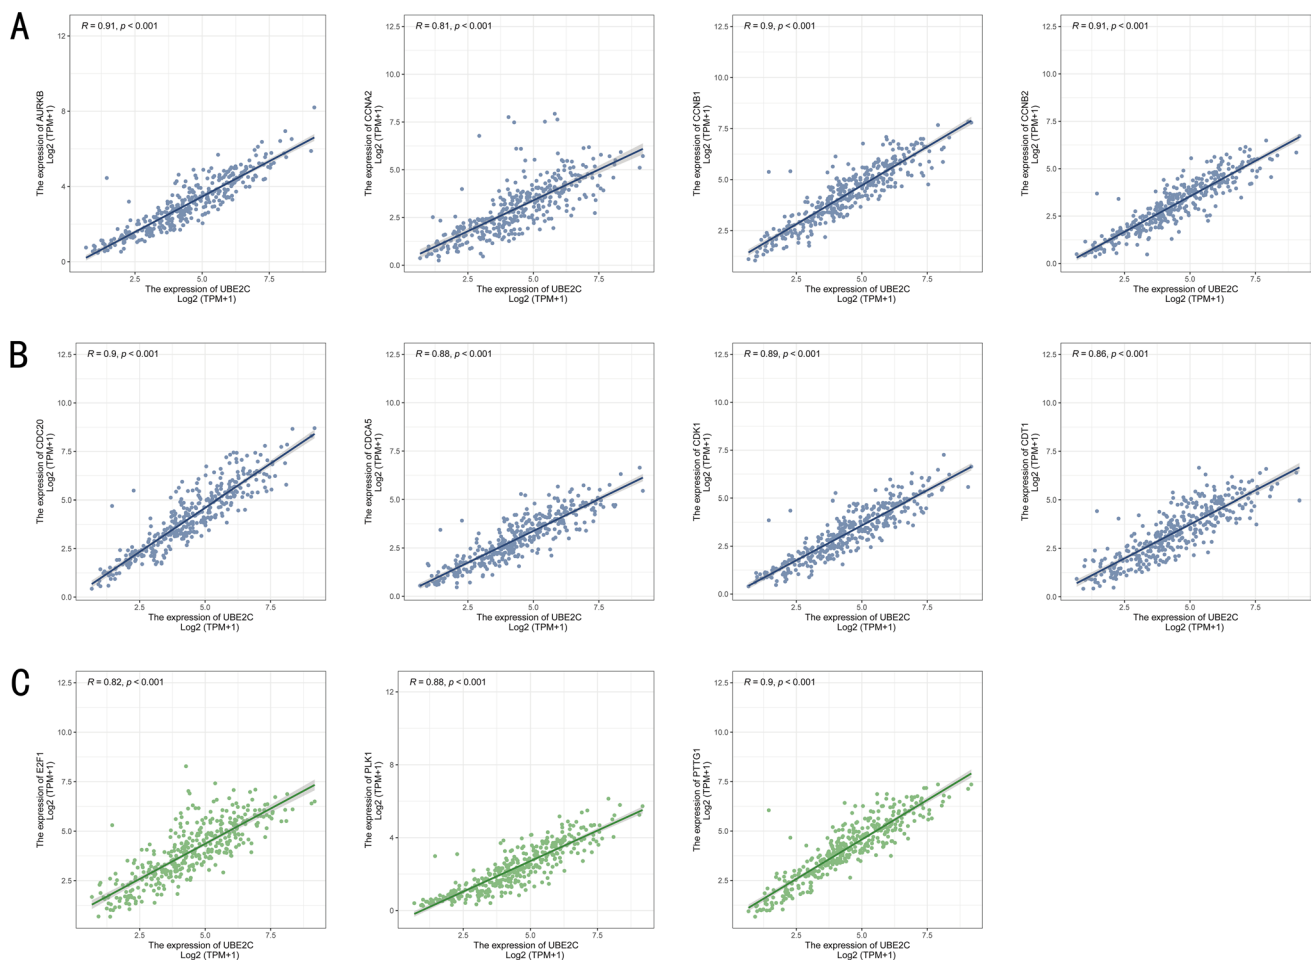 A
R = 0.91, p < 0.001
The expression of AURKB
Log2 (TPM+1)
12
8
4
0
2.5 5.0 7.5
The expression of UBE2C
Log2 (TPM+1)
R = 0.81, p < 0.001
The expression of CCNA2
Log2 (TPM+1)
12.5
10.0
7.5
5.0
2.5
0.0
2.5 5.0 7.5
The expression of UBE2C
Log2 (TPM+1)
R = 0.9, p < 0.001
The expression of CCNB1
Log2 (TPM+1)
12.5
10.0
7.5
5.0
2.5
2.5 5.0 7.5
The expression of UBE2C
Log2 (TPM+1)
R = 0.91, p < 0.001
The expression of CCNB2
Log2 (TPM+1)
12.5
10.0
7.5
5.0
2.5
0.0
2.5 5.0 7.5
The expression of UBE2C
Log2 (TPM+1)
B
R = 0.9, p < 0.001
The expression of CDC20
Log2 (TPM+1)
12.5
10.0
7.5
5.0
2.5
0.0
2.5 5.0 7.5
The expression of UBE2C
Log2 (TPM+1)
R = 0.88, p < 0.001
The expression of CDCA5
Log2 (TPM+1)
12.5
10.0
7.5
5.0
2.5
0.0
2.5 5.0 7.5
The expression of UBE2C
Log2 (TPM+1)
R = 0.89, p < 0.001
The expression of CDK1
Log2 (TPM+1)
12.5
10.0
7.5
5.0
2.5
0.0
2.5 5.0 7.5
The expression of UBE2C
Log2 (TPM+1)
R = 0.86, p < 0.001
The expression of CDT1
Log2 (TPM+1)
12.5
10.0
7.5
5.0
2.5
0.0
2.5 5.0 7.5
The expression of UBE2C
Log2 (TPM+1)
C
R = 0.82, p < 0.001
The expression of E2F1
Log2 (TPM+1)
12.5
10.0
7.5
5.0
2.5
2.5 5.0 7.5
The expression of UBE2C
Log2 (TPM+1)
R = 0.88, p < 0.001
The expression of PLK1
Log2 (TPM+1)
12
8
4
0
2.5 5.0 7.5
The expression of UBE2C
Log2 (TPM+1)
R = 0.9, p < 0.001
The expression of PTTG1
Log2 (TPM+1)
12.5
10.0
7.5
5.0
2.5
2.5 5.0 7.5
The expression of UBE2C
Log2 (TPM+1)